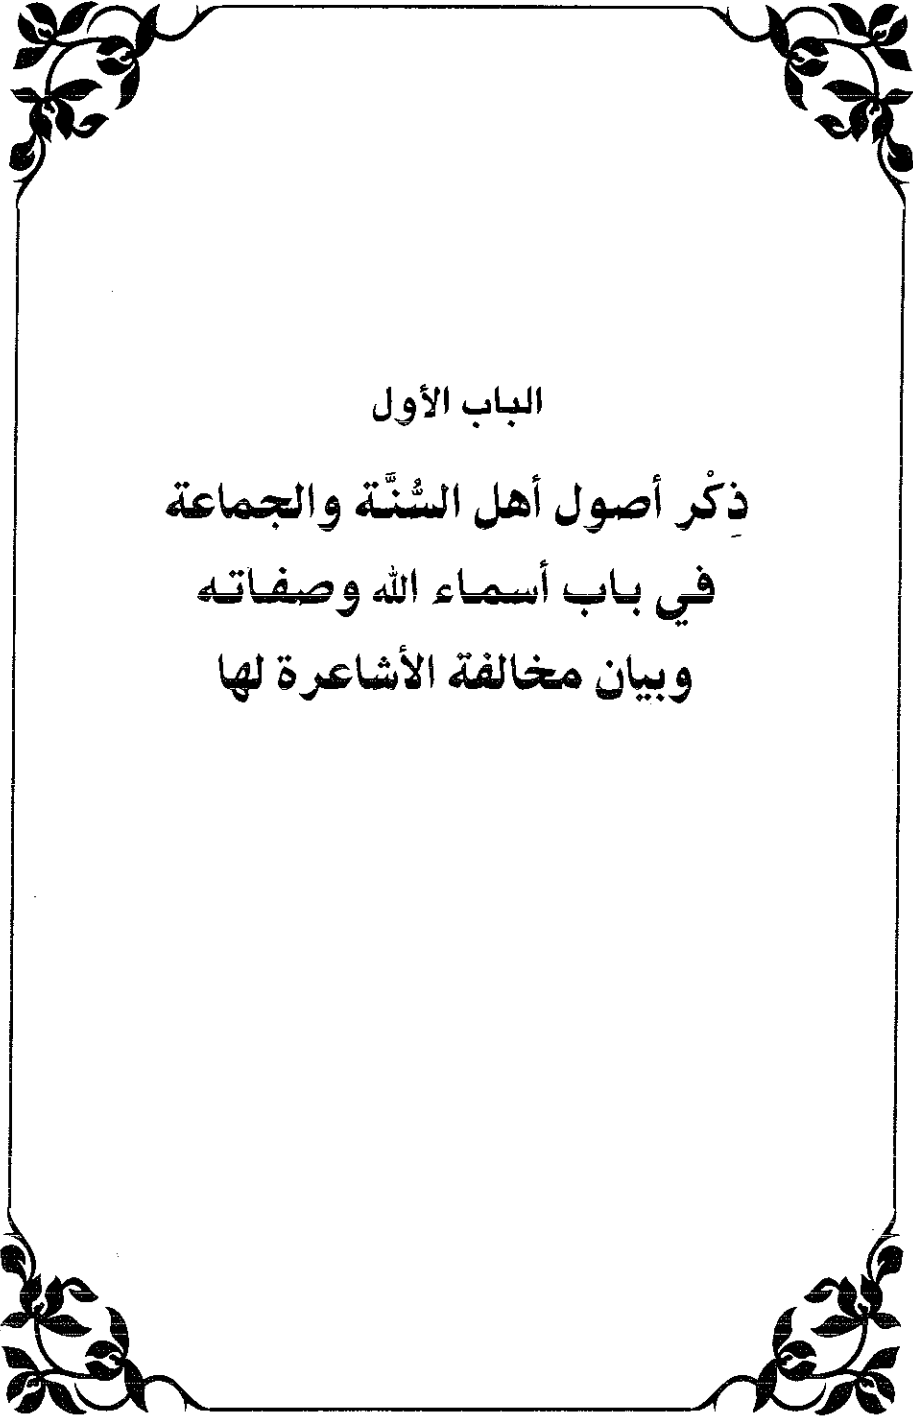 الباب الأول
ذِكْر أصول أهل السُّنَّة والجماعة
في باب أسماء الله وصفاته
وبيان مخالفة الأشاعرة لها